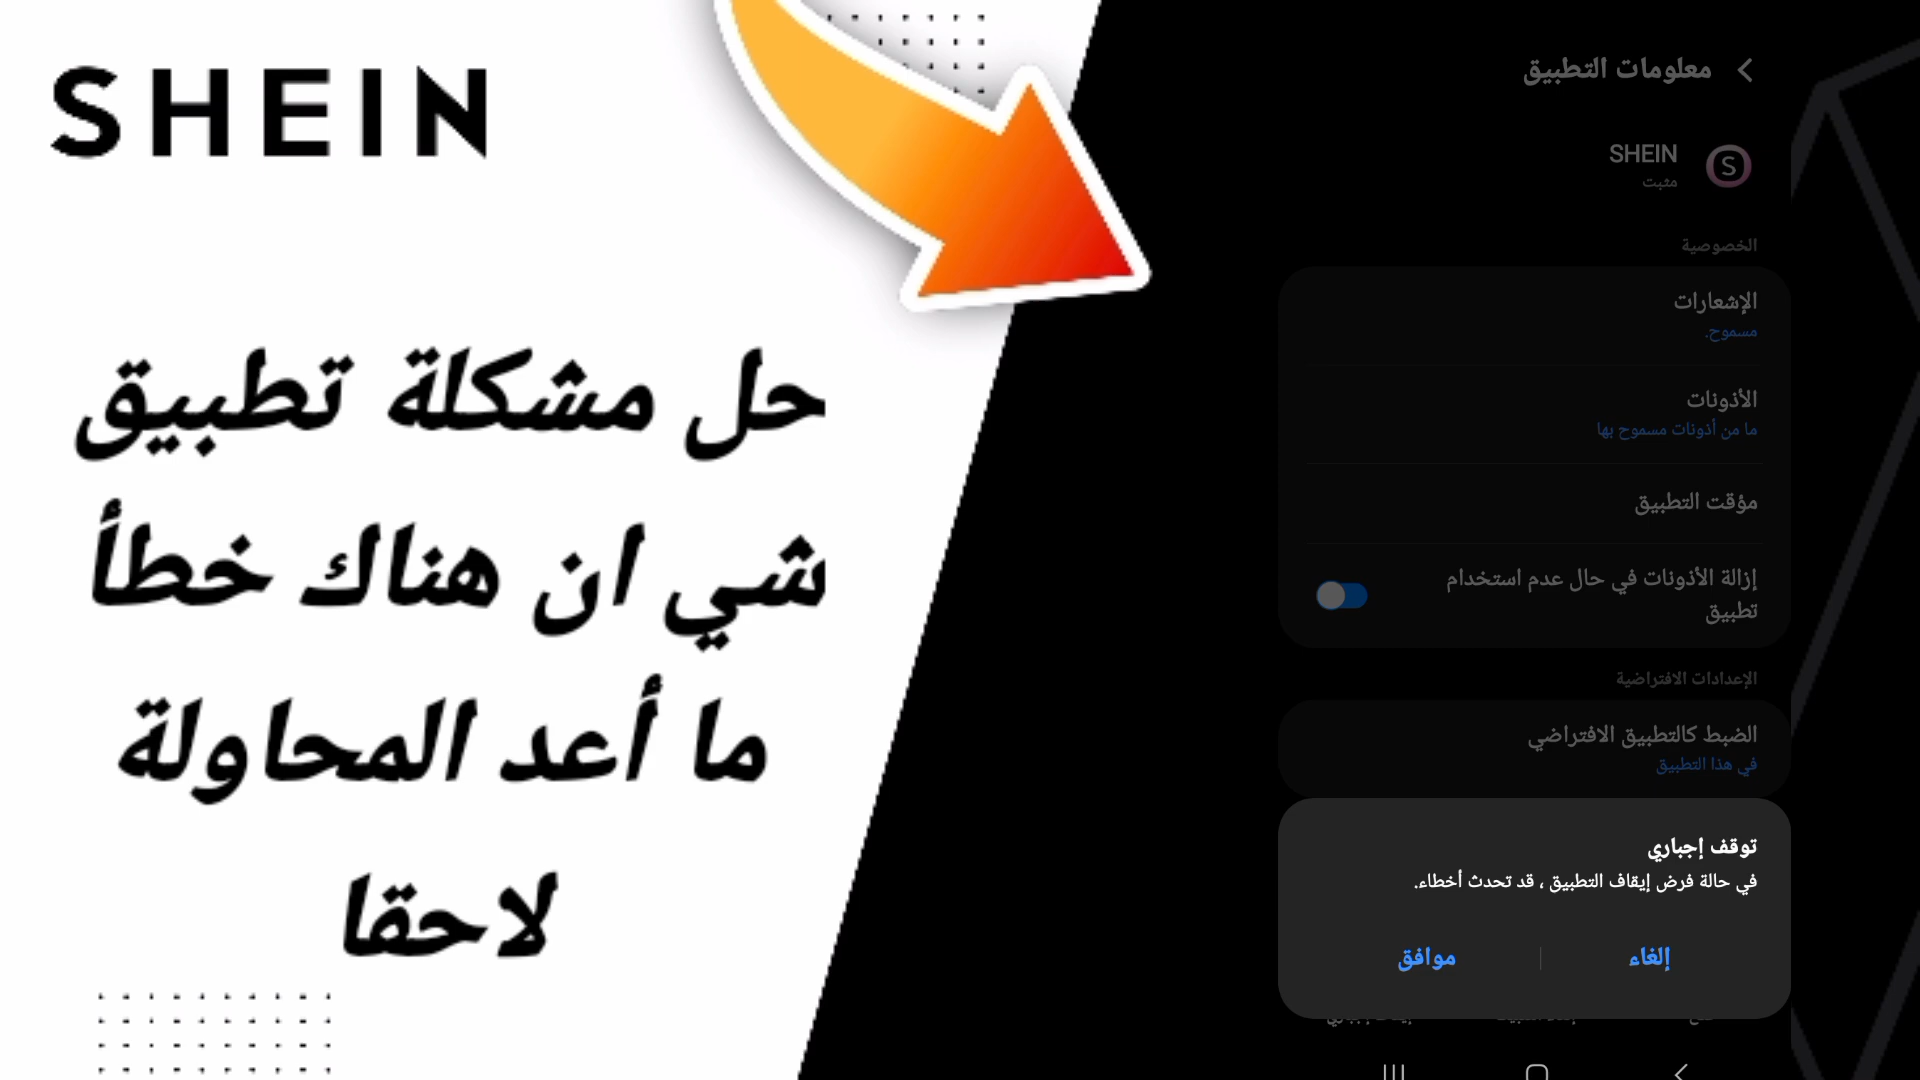 SHEIN
حل مشكلة تطبيق
شي ان هناك خطأ
ما أعد المحاولة
لاحقا
معلومات التطبيق
SHEIN
مثبت
الخصوصية
الإشعارات
مسموح.
الأذونات
ما من أذونات مسموح بها
مؤقت التطبيق
إزالة الأذونات في حال عدم استخدام
تطبيق
الإعدادات الافتراضية
الضبط كالتطبيق الافتراضي
في هذا التطبيق
توقف إجباري
في حالة فرض إيقاف التطبيق ، قد تحدث أخطاء.
إلغاء
موافق